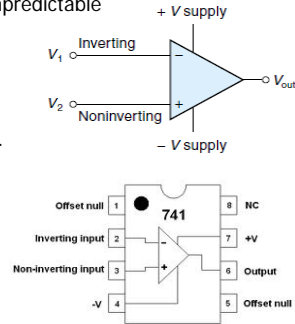 npredictable
+ V supply
Inverting
V1
−
Vout
V2
+
Noninverting
− V supply
741
Offset null 1
8 NC
Inverting input 2
−
7 +V
Non-inverting input 3
+
6 Output
-V 4
5 Offset null